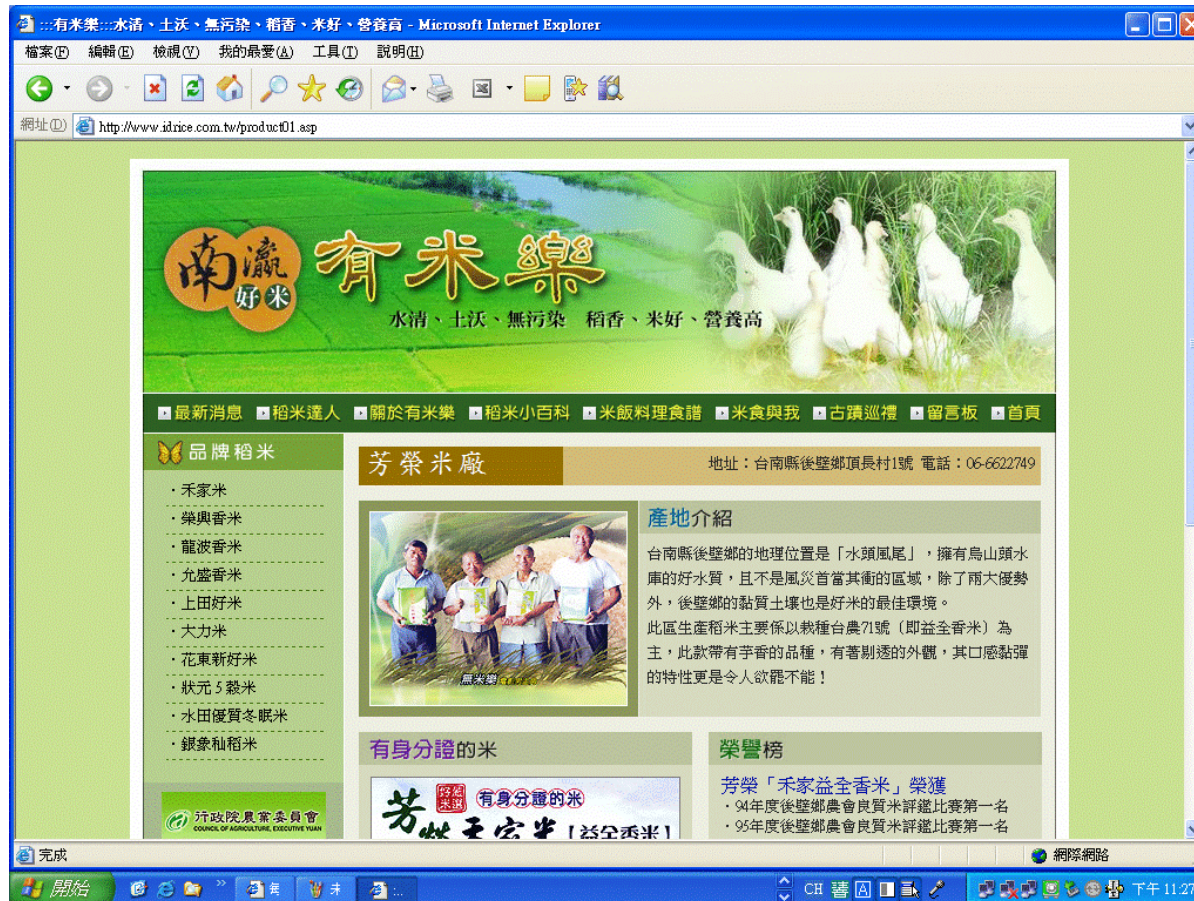 :::有米樂:::水清、土沃、無污染、稻香、米好、營養高 - Microsoft Internet Explorer
檔案(F) 編輯(E) 檢視(V) 我的最愛(A) 工具(T) 說明(H)
網址(D) http://www.idrice.com.tw/product01.asp
南瀛
好米
有米樂
水清、土沃、無污染 稻香、米好、營養高
最新消息 稻米達人 關於有米樂 稻米小百科 米飯料理食譜 米食與我 古蹟巡禮 留言板 首頁
品牌稻米
・禾家米
・榮興香米
・龍波香米
・允盛香米
・上田好米
・大力米
・花東新好米
・狀元5穀米
・水田優質冬眠米
・銀象秈稻米
行政院農業委員會
COUNCIL OF AGRICULTURE, EXECUTIVE YUAN
芳榮米廠
地址：台南縣後壁鄉頂長村1號 電話：06-6622749
無米樂
產地介紹
台南縣後壁鄉的地理位置是「水頭風尾」，擁有烏山頭水
庫的好水質，且不是風災首當其衝的區域，除了兩大優勢
外，後壁鄉的黏質土壤也是好米的最佳環境。
此區生產稻米主要係以栽種台農71號〔即益全香米〕為
主，此款帶有芋香的品種，有著剔透的外觀，其口感黏彈
的特性更是令人欲罷不能！
有身分證的米
有身分證的米
芳榮禾家米【益全香米】
榮譽榜
芳榮「禾家益全香米」榮獲
・94年度後壁鄉農會良質米評鑑比賽第一名
・95年度後壁鄉農會良質米評鑑比賽第一名
完成
網際網路
開始
CH
下午 11:27